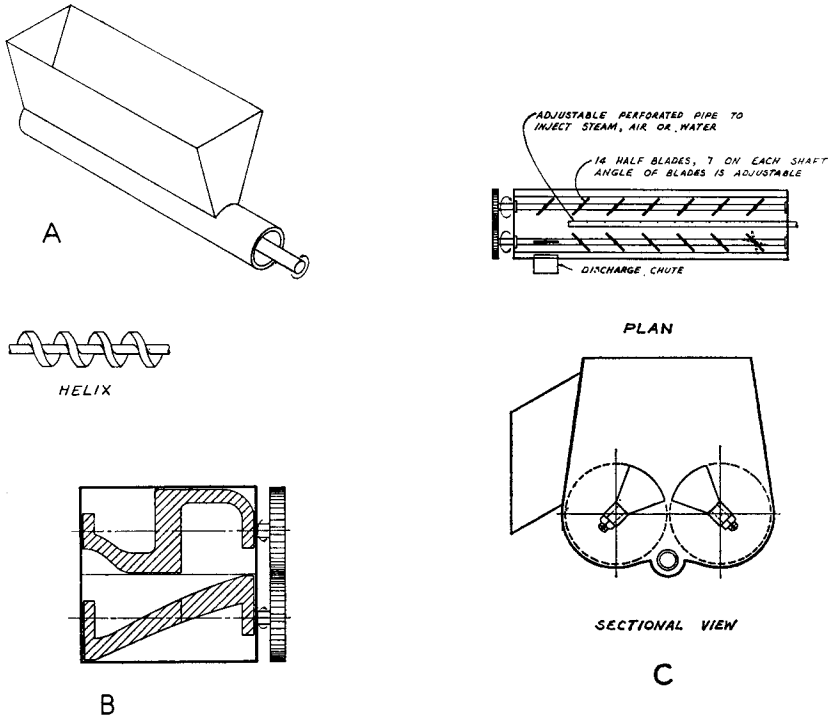 A
HELIX
B
ADJUSTABLE PERFORATED PIPE TO
INJECT STEAM, AIR OR WATER
14 HALF BLADES, 7 ON EACH SHAFT
ANGLE OF BLADES IS ADJUSTABLE
DISCHARGE CHUTE
PLAN
SECTIONAL VIEW
C